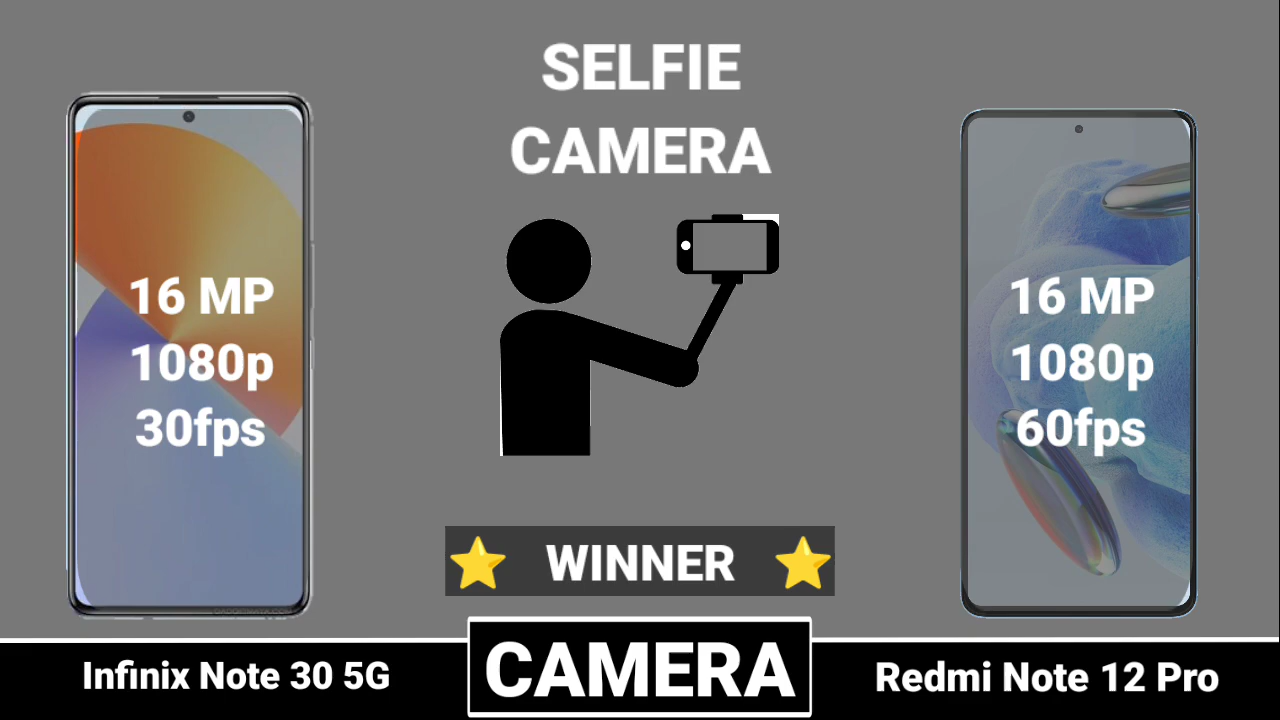 SELFIE
CAMERA
16 MP
1080p
30fps
16 MP
1080p
60fps
WINNER
Infinix Note 30 5G
CAMERA
Redmi Note 12 Pro